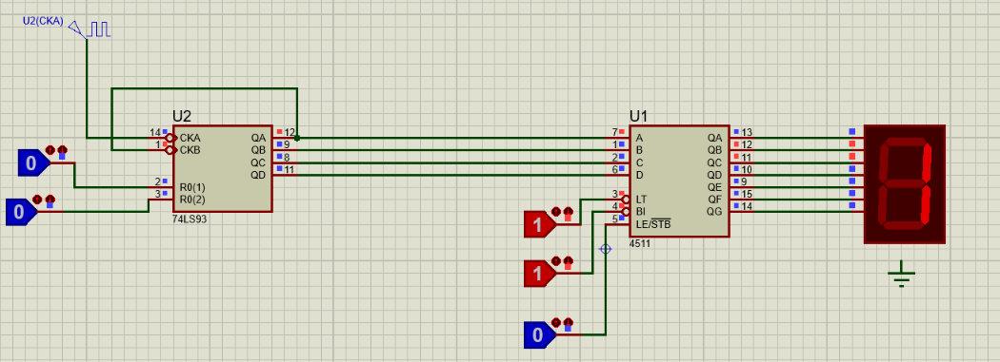 U2(CKA)
U2
14 CKA QA 12
1 CKB QB 9
QC 8
QD 11
2 R0(1)
3 R0(2)
74LS93
0
0
U1
7 A QA 13
1 B QB 12
2 C QC 11
6 D QD 10
QE 9
3 LT QF 15
4 BI QG 14
5 LE/STB
4511
1
1
0